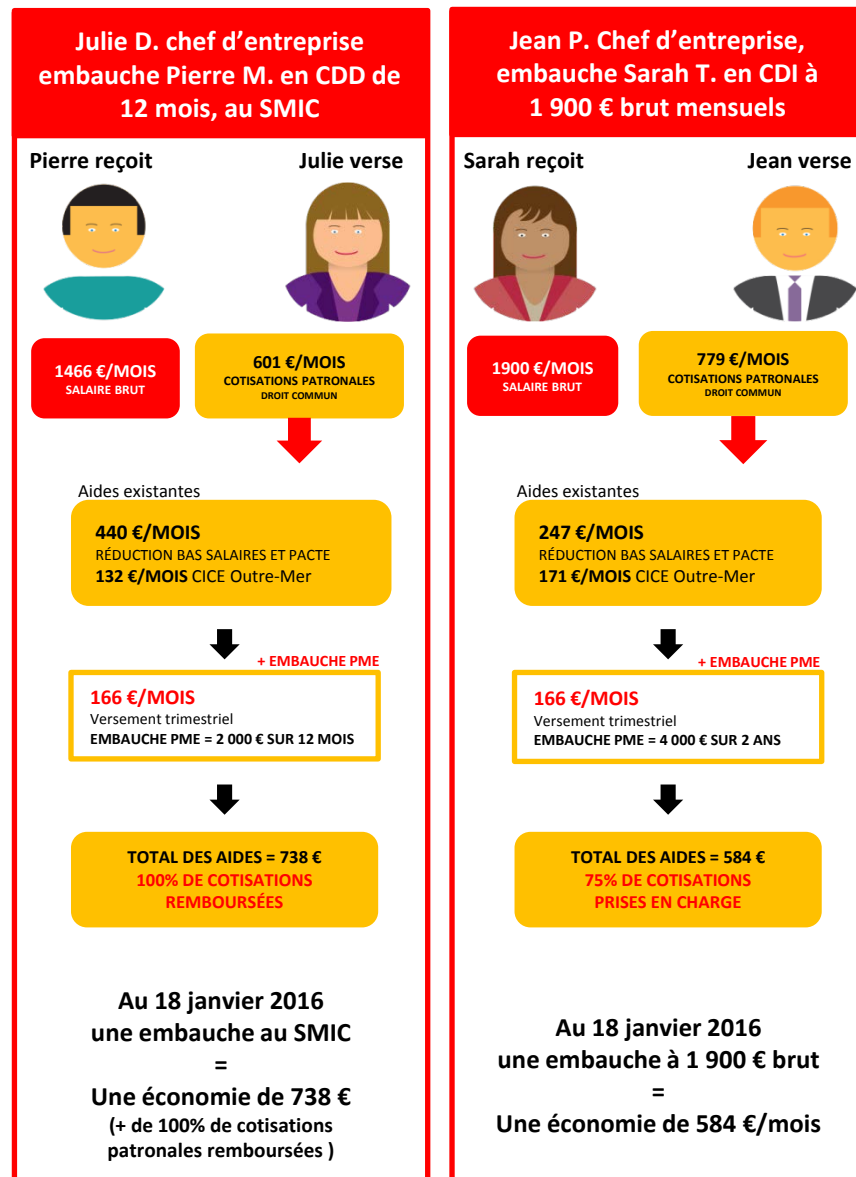 Julie D. chef d'entreprise
embauche Pierre M. en CDD de
12 mois, au SMIC
Pierre reçoit
Julie verse
1466 €/MOIS
SALAIRE BRUT
601 €/MOIS
COTISATIONS PATRONALES
DROIT COMMUN
Aides existantes
440 €/MOIS
RÉDUCTION BAS SALAIRES ET PACTE
132 €/MOIS CICE Outre-Mer
+ EMBAUCHE PME
166 €/MOIS
Versement trimestriel
EMBAUCHE PME = 2 000 € SUR 12 MOIS
TOTAL DES AIDES = 738 €
100% DE COTISATIONS
REMBOURSÉES
Au 18 janvier 2016
une embauche au SMIC
=
Une économie de 738 €
(+ de 100% de cotisations
patronales remboursées )
Jean P. Chef d'entreprise,
embauche Sarah T. en CDI à
1 900 € brut mensuels
Sarah reçoit
Jean verse
1900 €/MOIS
SALAIRE BRUT
779 €/MOIS
COTISATIONS PATRONALES
DROIT COMMUN
Aides existantes
247 €/MOIS
RÉDUCTION BAS SALAIRES ET PACTE
171 €/MOIS CICE Outre-Mer
+ EMBAUCHE PME
166 €/MOIS
Versement trimestriel
EMBAUCHE PME = 4 000 € SUR 2 ANS
TOTAL DES AIDES = 584 €
75% DE COTISATIONS
PRISES EN CHARGE
Au 18 janvier 2016
une embauche à 1 900 € brut
=
Une économie de 584 €/mois